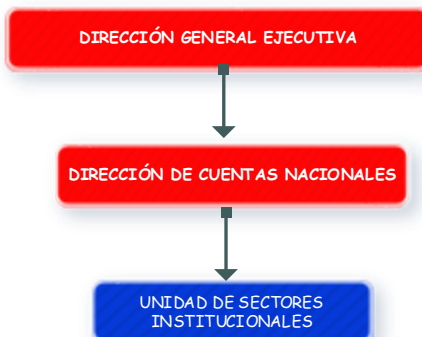 DIRECCIÓN GENERAL EJECUTIVA
DIRECCIÓN DE CUENTAS NACIONALES
UNIDAD DE SECTORES
INSTITUCIONALES